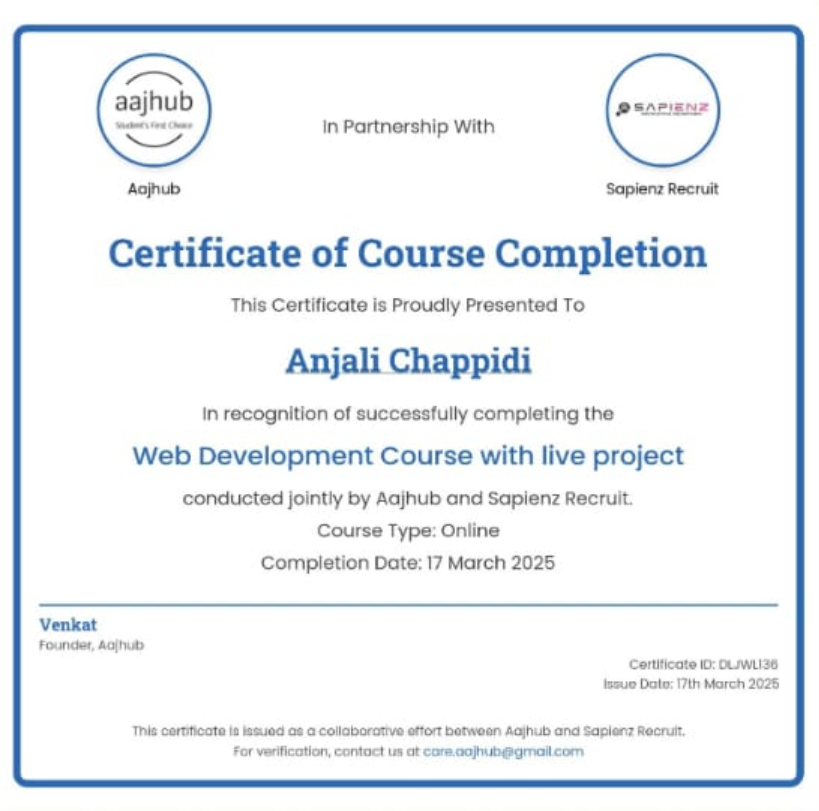 aajhub
Student's First Choice
Aajhub
In Partnership With
SAPIENZ
Sapienz Recruit
Certificate of Course Completion
This Certificate is Proudly Presented To
Anjali Chappidi
In recognition of successfully completing the
Web Development Course with live project
conducted jointly by Aajhub and Sapienz Recruit.
Course Type: Online
Completion Date: 17 March 2025
Venkat
Founder, Aajhub
Certificate ID: DLJWL136
Issue Date: 17th March 2025
This certificate is issued as a collaborative effort between Aajhub and Sapienz Recruit.
For verification, contact us at care.aajhub@gmail.com